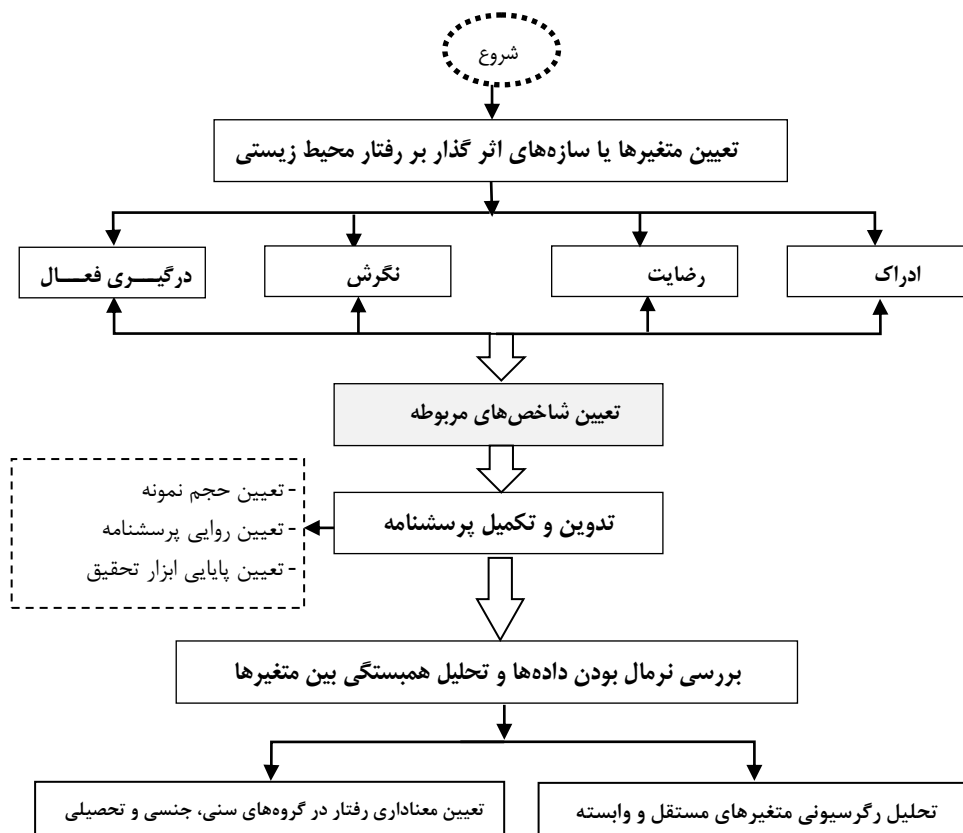 شروع
تعیین متغیرها یا سازه‌های اثر گذار بر رفتار محیط زیستی
ادراک
رضایت
نگرش
درگیـــری فعـــال
تعیین شاخص‌های مربوطه
تدوین و تکمیل پرسشنامه
- تعیین حجم نمونه
- تعیین روایی پرسشنامه
- تعیین پایایی ابزار تحقیق
بررسی نرمال بودن داده‌ها و تحلیل همبستگی بین متغیرها
تحلیل رگرسیونی متغیرهای مستقل و وابسته
تعیین معناداری رفتار در گروه‌های سنی، جنسی و تحصیلی